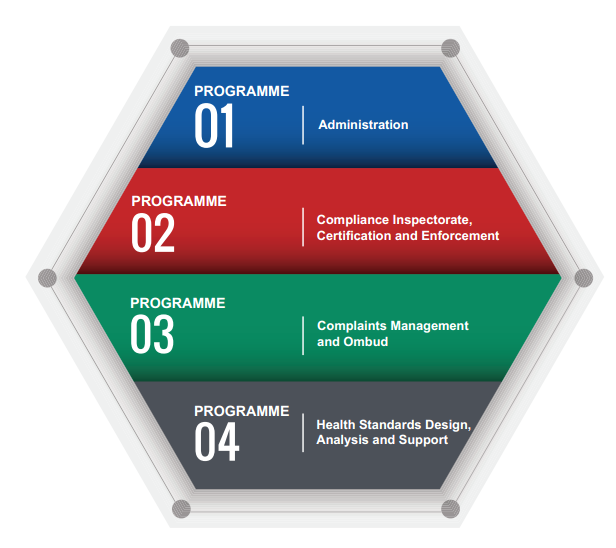 PROGRAMME
01
Administration
PROGRAMME
02
Compliance Inspectorate,
Certification and Enforcement
PROGRAMME
03
Complaints Management
and Ombud
PROGRAMME
04
Health Standards Design,
Analysis and Support